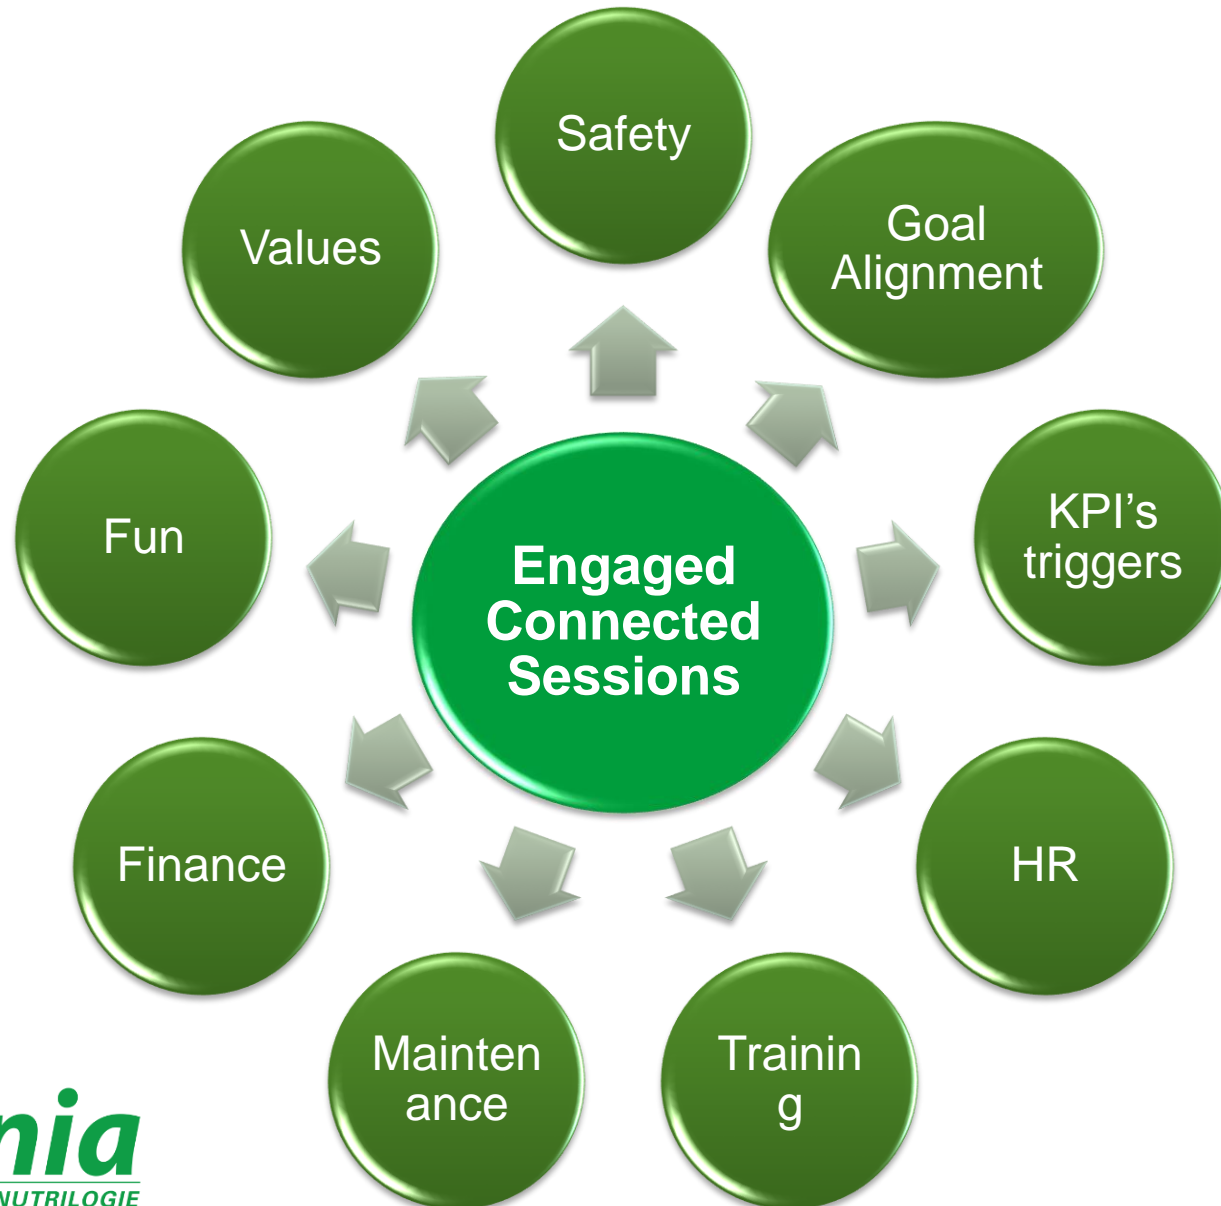 Safety
Goal
Alignment
Values
KPI's
triggers
Fun
Engaged
Connected
Sessions
HR
Finance
Mainten
ance
Trainin
g
nia
NUTRILOGIE